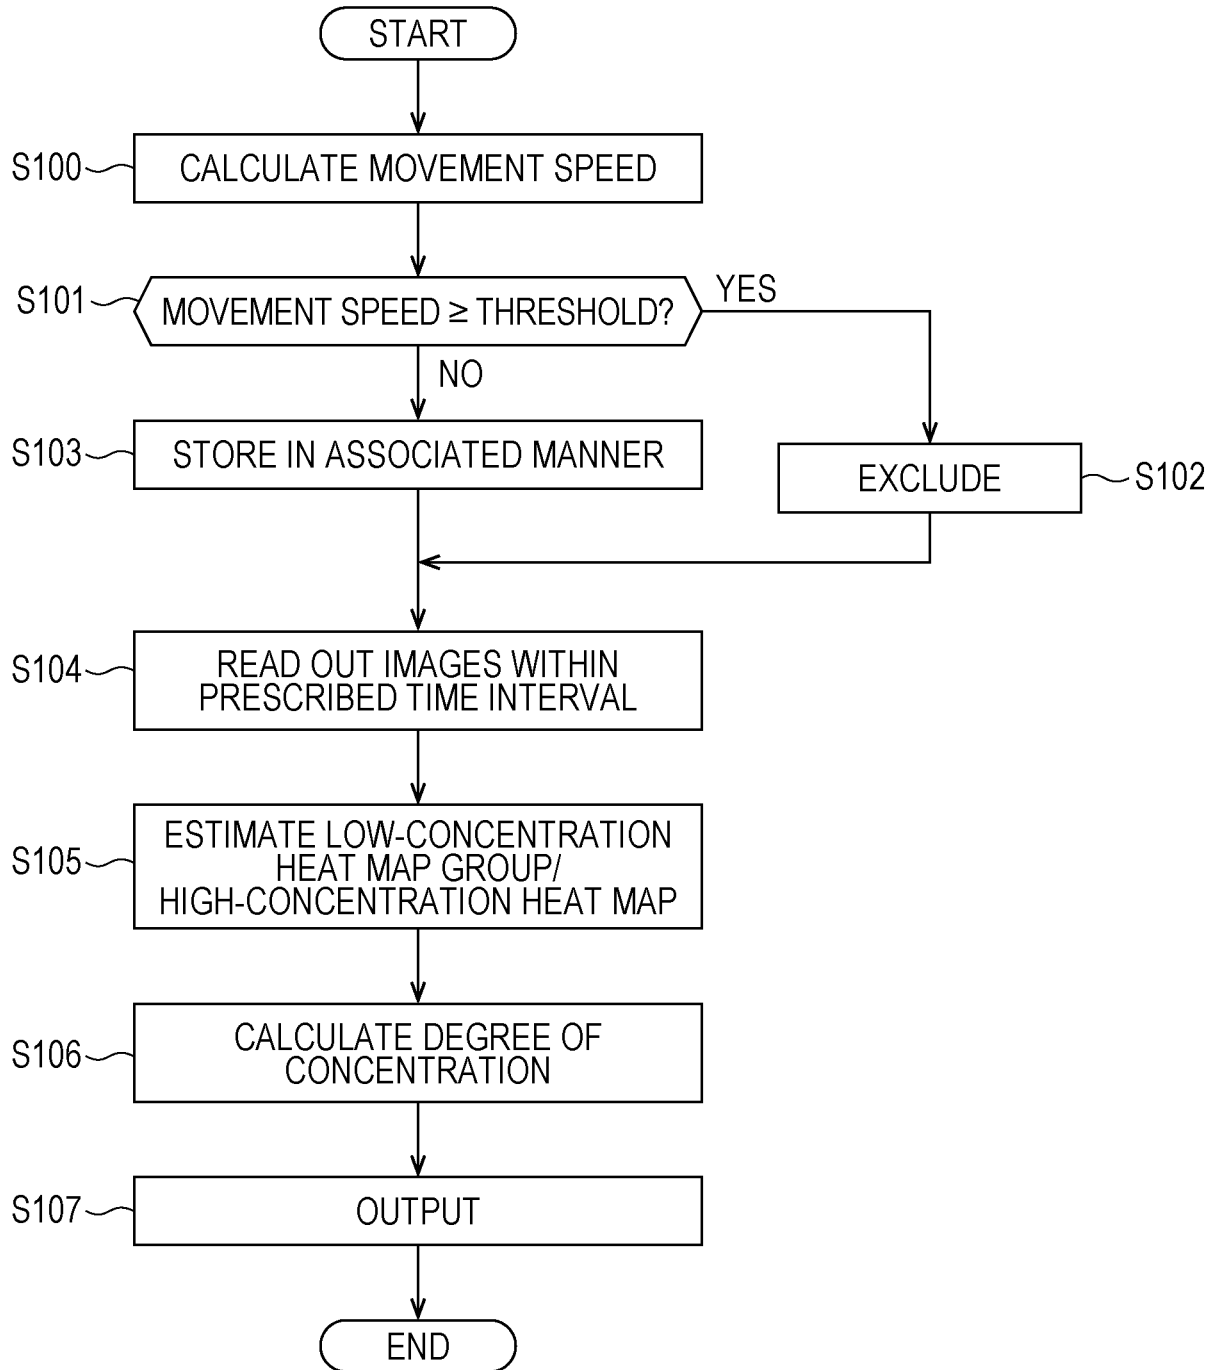 START
S100
CALCULATE MOVEMENT SPEED
S101
MOVEMENT SPEED ≥ THRESHOLD?
YES
NO
S103
STORE IN ASSOCIATED MANNER
EXCLUDE
S102
S104
READ OUT IMAGES WITHIN
PRESCRIBED TIME INTERVAL
S105
ESTIMATE LOW-CONCENTRATION
HEAT MAP GROUP/
HIGH-CONCENTRATION HEAT MAP
S106
CALCULATE DEGREE OF
CONCENTRATION
S107
OUTPUT
END